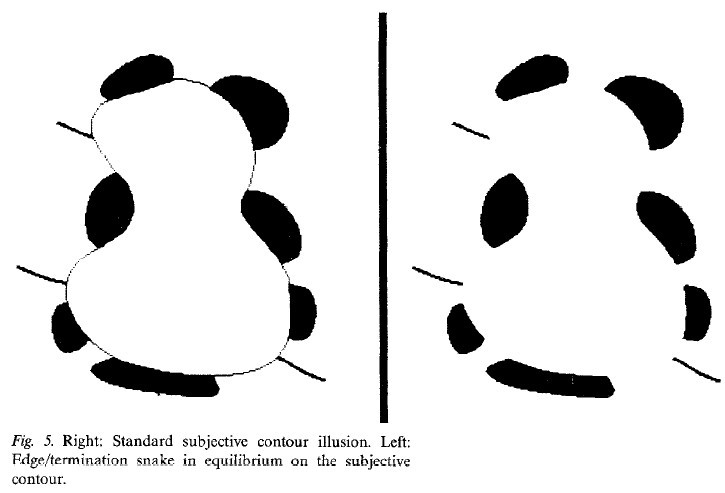 Fig. 5. Right: Standard subjective contour illusion. Left:
Edge/termination snake in equilibrium on the subjective
contour.